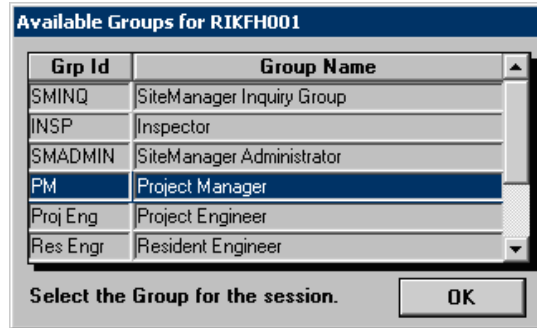 Available Groups for RIKFH001
Grp Id Group Name
SMINQ SiteManager Inquiry Group
INSP Inspector
SMADMIN SiteManager Administrator
PM Project Manager
Proj Eng Project Engineer
Res Engr Resident Engineer
Select the Group for the session. OK